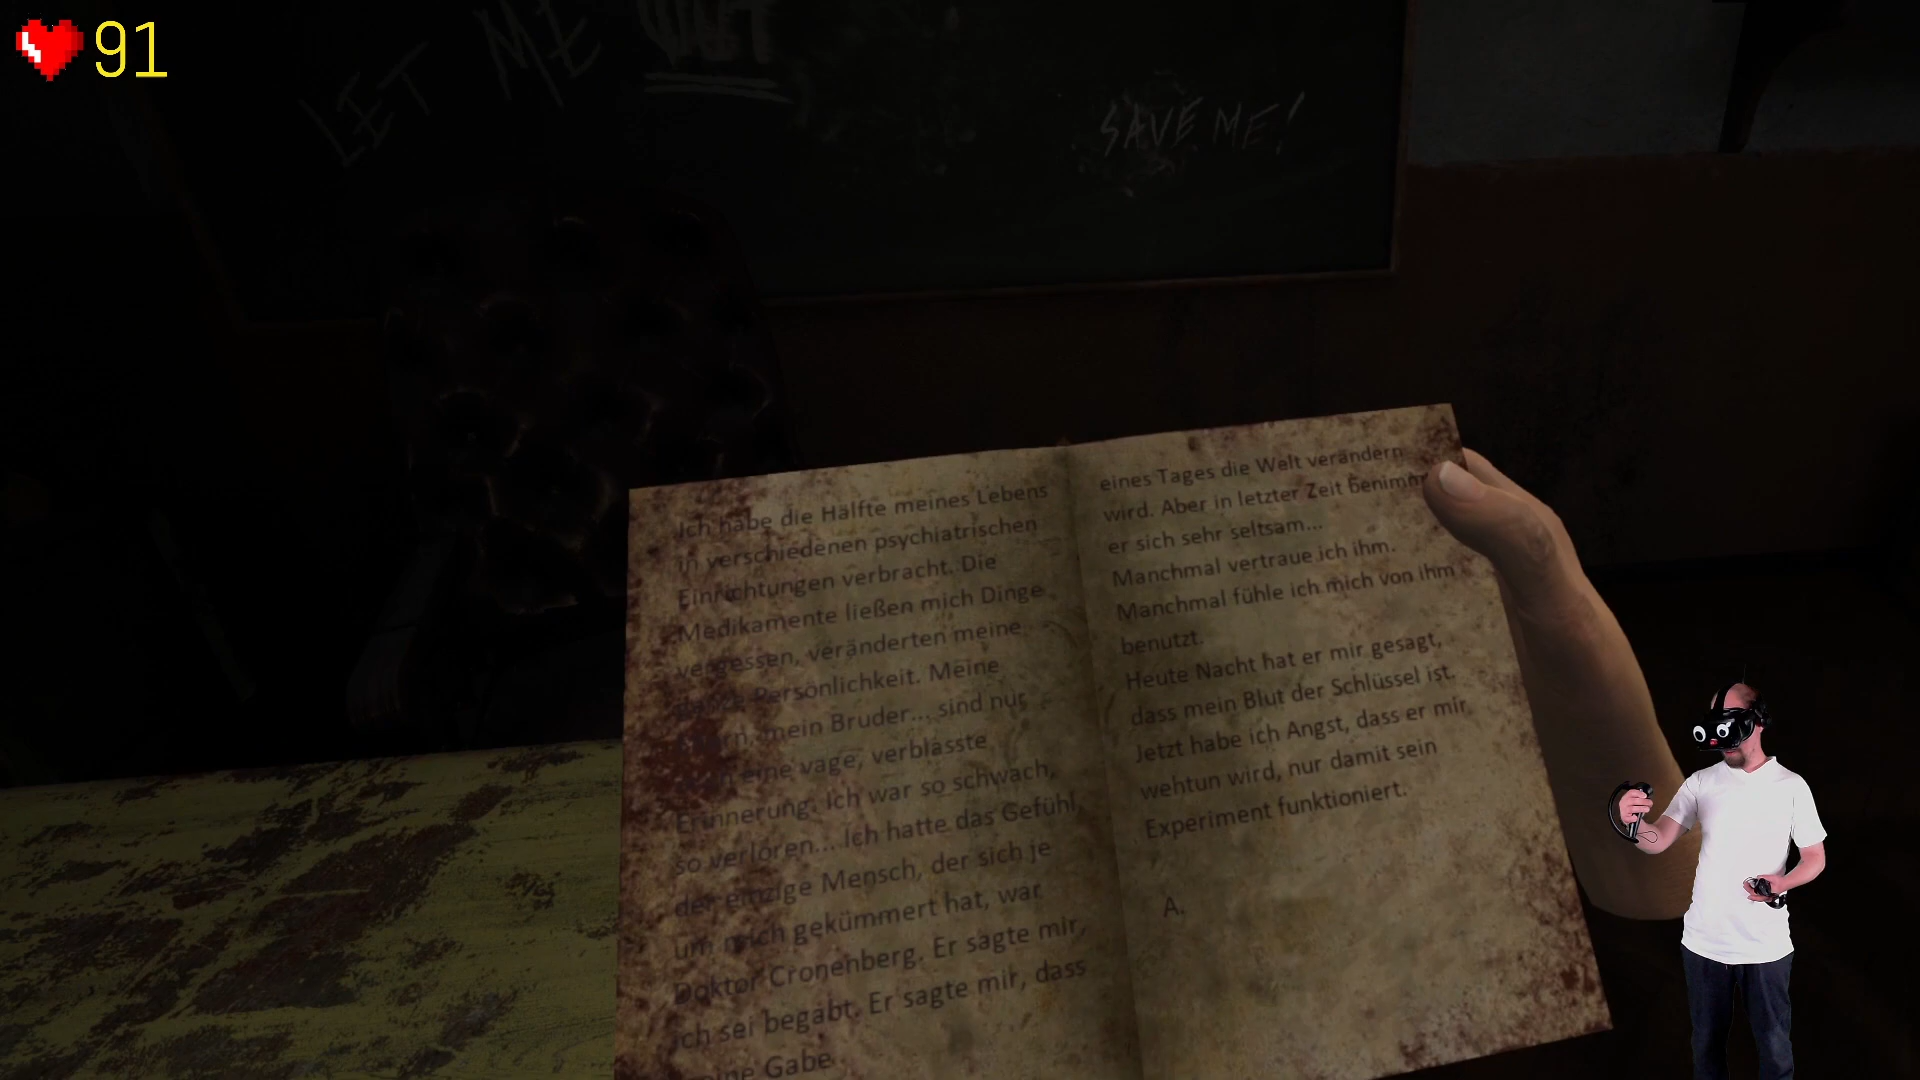 91
LET ME OUT
SAVE ME!
Ich habe die Hälfte meines Lebens
in verschiedenen psychiatrischen
Einrichtungen verbracht. Die
Medikamente ließen mich Dinge
vergessen, veränderten meine
Persönlichkeit. Meine
mein Bruder... sind nur
eine vage, verblasste
Erinnerung. Ich war so schwach,
so verloren... Ich hatte das Gefühl,
der einzige Mensch, der sich je
um mich gekümmert hat, war
Doktor Cronenberg. Er sagte mir,
ich sei begabt. Er sagte mir, dass
Gabe
eines Tages die Welt verändern
wird. Aber in letzter Zeit benimmt
er sich sehr seltsam...
Manchmal vertraue ich ihm.
Manchmal fühle ich mich von ihm
benutzt.
Heute Nacht hat er mir gesagt,
dass mein Blut der Schlüssel ist.
Jetzt habe ich Angst, dass er mir
wehtun wird, nur damit sein
Experiment funktioniert.
A.